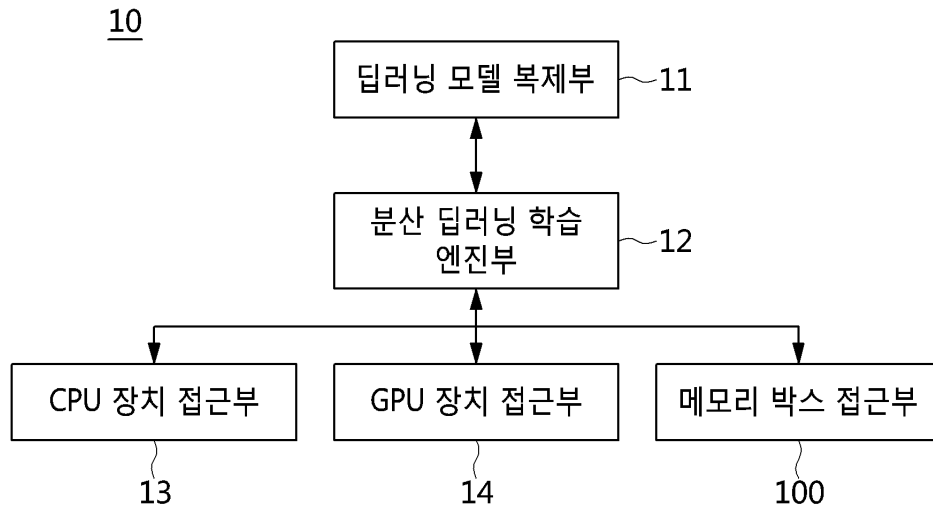 10
딥러닝 모델 복제부
11
분산 딥러닝 학습
엔진부
12
CPU 장치 접근부
GPU 장치 접근부
메모리 박스 접근부
13
14
100